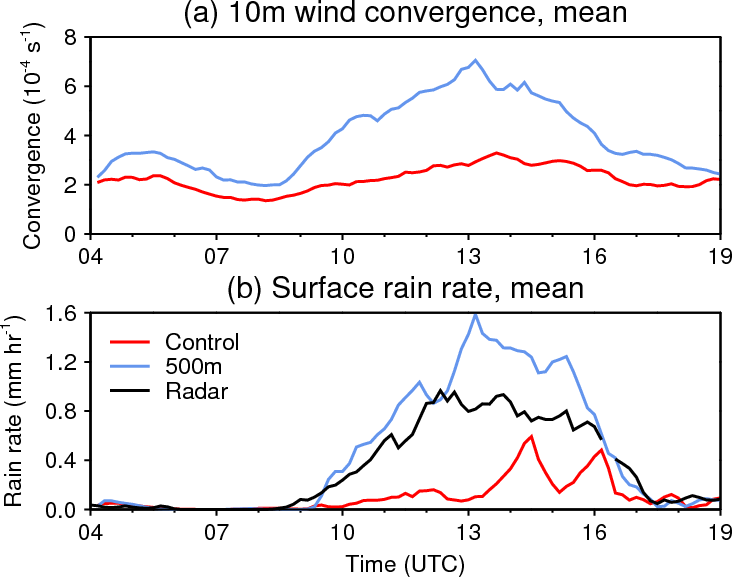 (a) 10m wind convergence, mean
Convergence (10⁻⁴ s⁻¹)
8
6
4
2
0
04 07 10 13 16 19
(b) Surface rain rate, mean
Rain rate (mm hr⁻¹)
1.6
1.2
0.8
0.4
0.0
Control
500m
Radar
04 07 10 13 16 19
Time (UTC)